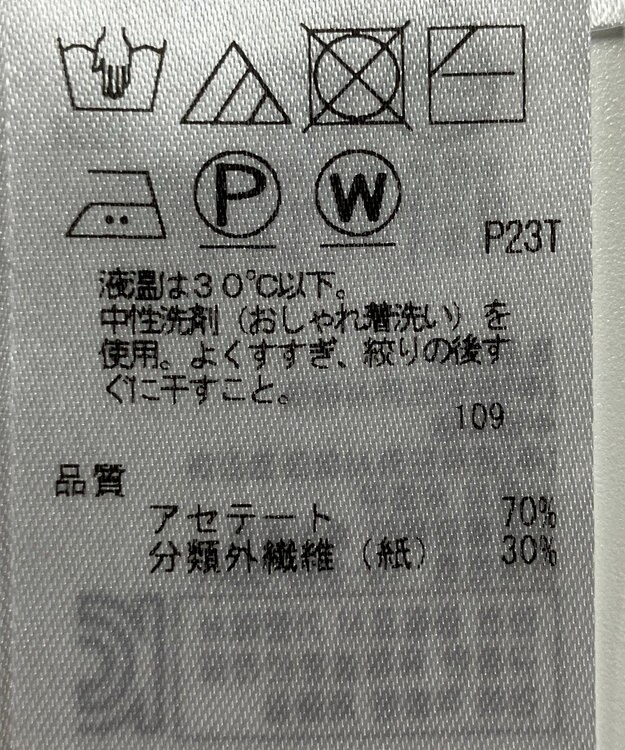 P W
P23T
液温は30℃以下。
中性洗剤（おしゃれ着洗い）を
使用。よくすすぎ、絞りの後す
ぐに干すこと。
109
品質
アセテート 70%
分類外繊維（紙） 30%